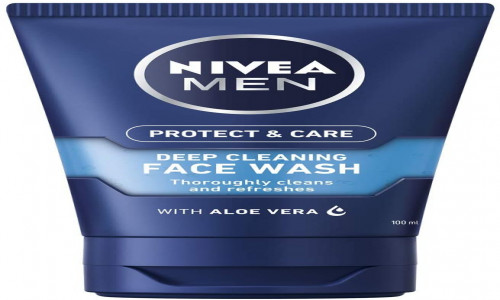 NIVEA
MEN
PROTECT & CARE
DEEP CLEANING
FACE WASH
Thoroughly cleans
and refreshes
WITH ALOE VERA
100 ml